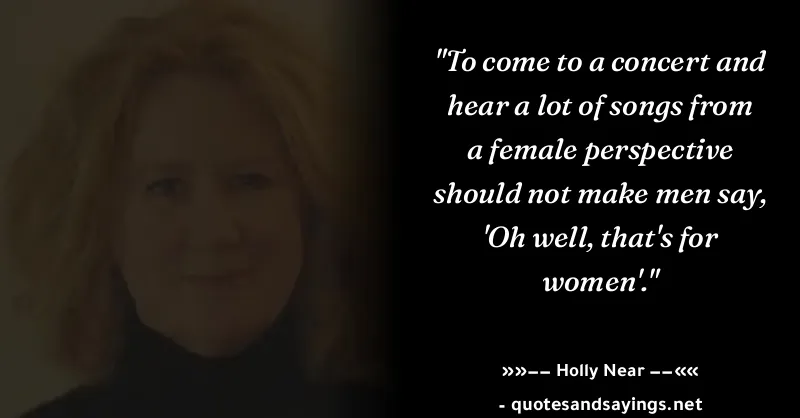 "To come to a concert and
hear a lot of songs from
a female perspective
should not make men say,
'Oh well, that's for
women'."
»»−− Holly Near −−««
- quotesandsayings.net